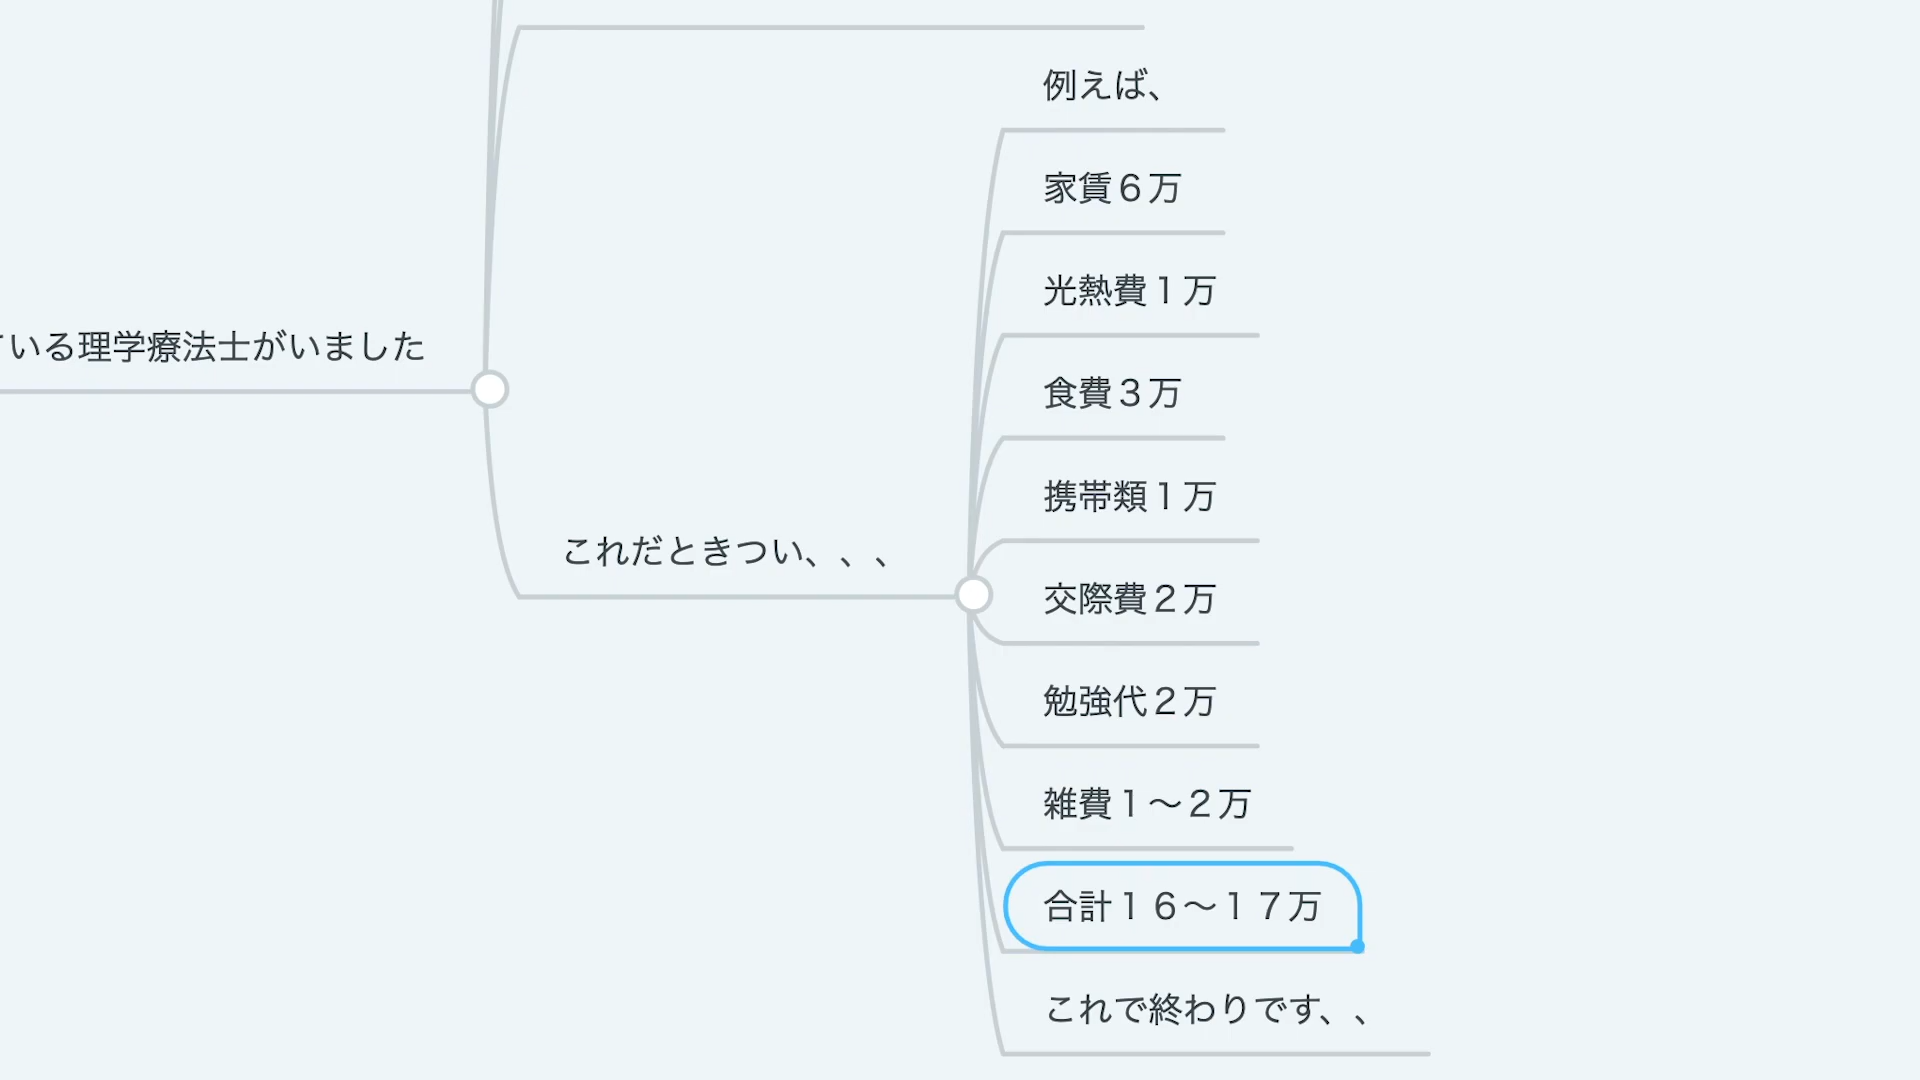 例えば、
家賃６万
光熱費１万
いる理学療法士がいました
食費３万
携帯類１万
これだときつい、、、
交際費２万
勉強代２万
雑費１〜２万
合計１６〜１７万
これで終わりです、、